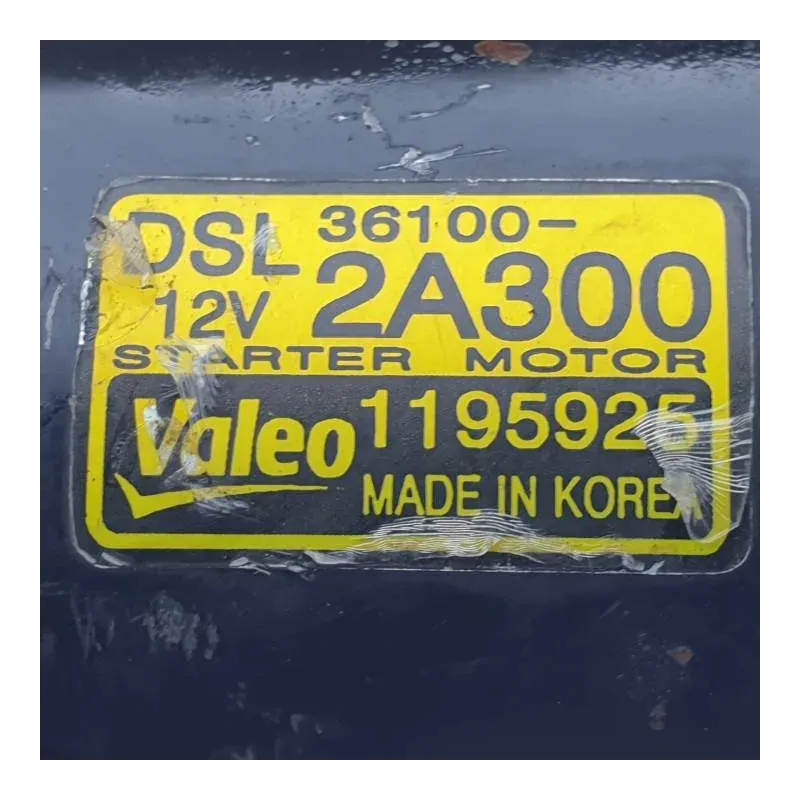 DSL 36100-
12V 2A300
STARTER MOTOR
Valeo 1195925
MADE IN KOREA